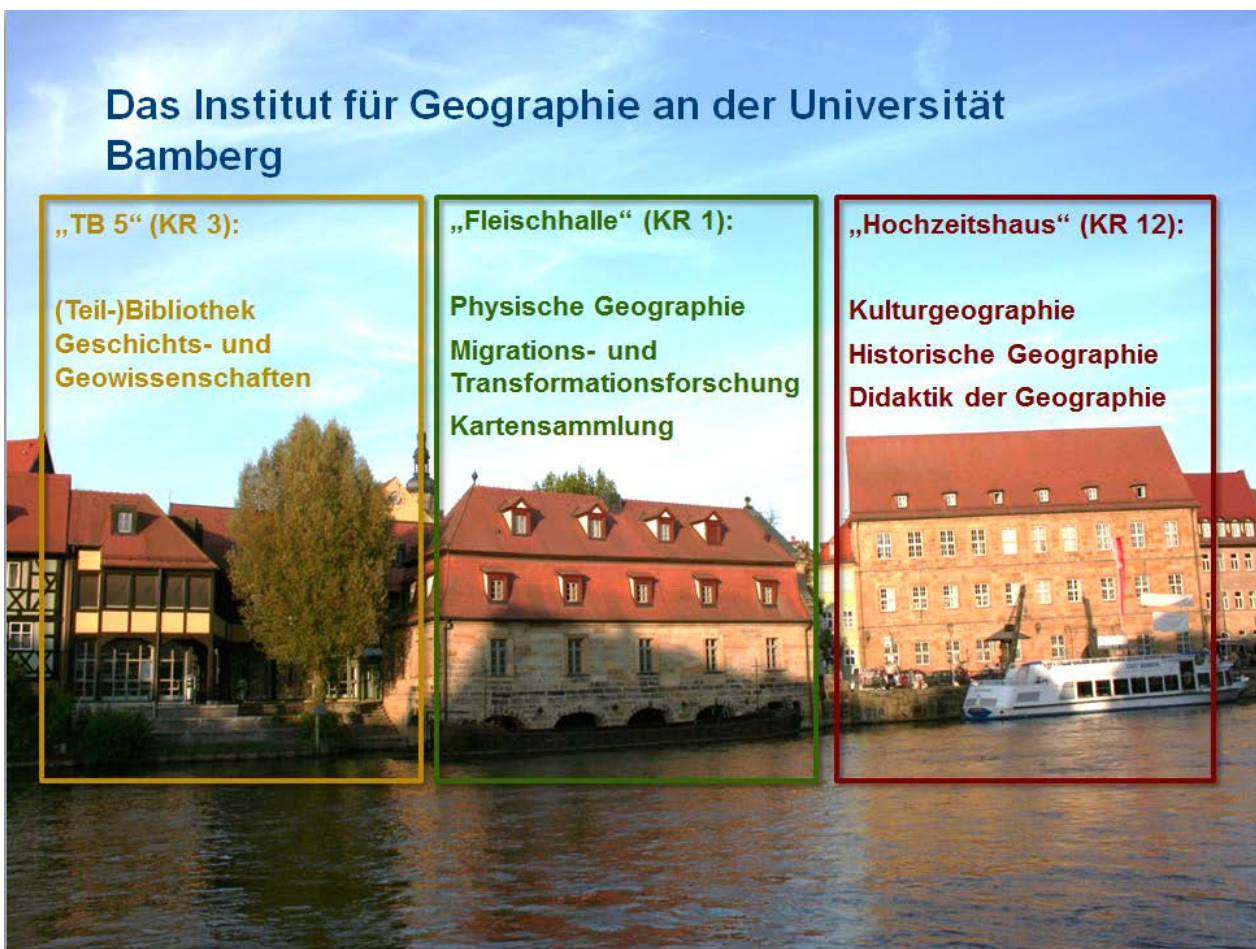 Das Institut für Geographie an der Universität
Bamberg
„TB 5“ (KR 3):
(Teil-)Bibliothek
Geschichts- und
Geowissenschaften
„Fleischhalle“ (KR 1):
Physische Geographie
Migrations- und
Transformationsforschung
Kartensammlung
„Hochzeitshaus“ (KR 12):
Kulturgeographie
Historische Geographie
Didaktik der Geographie